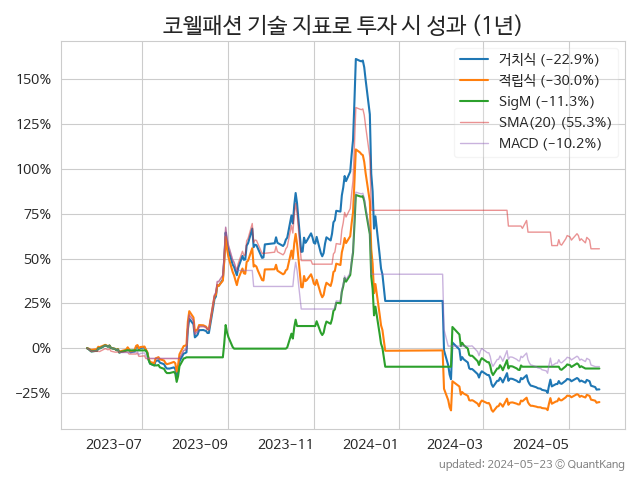 코웰패션 기술 지표로 투자 시 성과 (1년)
거치식 (−22.9%)
적립식 (−30.0%)
SigM (−11.3%)
SMA(20) (55.3%)
MACD (−10.2%)
150%
125%
100%
75%
50%
25%
0%
−25%
2023−07
2023−09
2023−11
2024−01
2024−03
2024−05
updated: 2024-05-23 © QuantKang